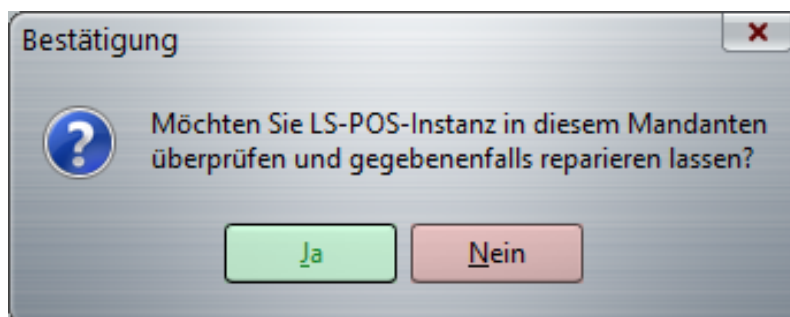 Bestätigung
Möchten Sie LS-POS-Instanz in diesem Mandanten
überprüfen und gegebenenfalls reparieren lassen?
Ja
Nein